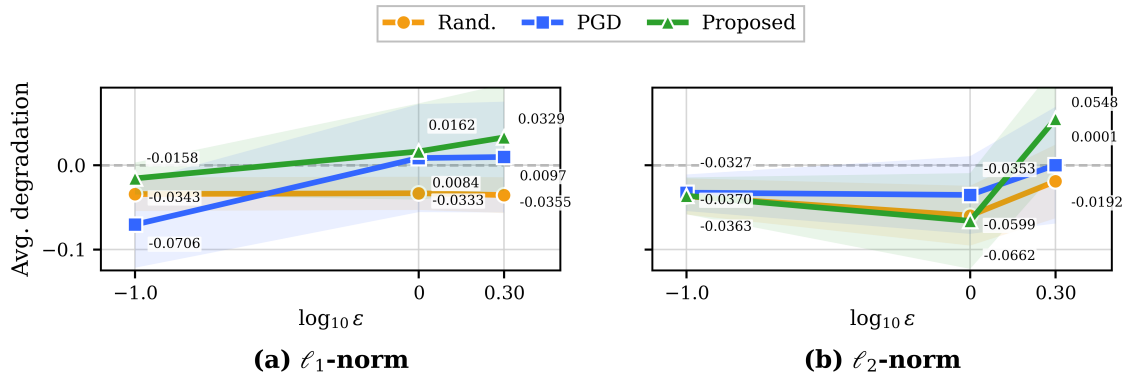 Rand. PGD Proposed
Avg. degradation
0.0
−0.1
-0.0158
-0.0343
-0.0706
0.0162
0.0084
-0.0333
0.0329
0.0097
-0.0355
−1.0 0 0.30
log₁₀ ε
(a) ℓ₁-norm
-0.0327
-0.0370
-0.0363
-0.0353
-0.0599
-0.0662
0.0548
0.0001
-0.0192
−1.0 0 0.30
log₁₀ ε
(b) ℓ₂-norm